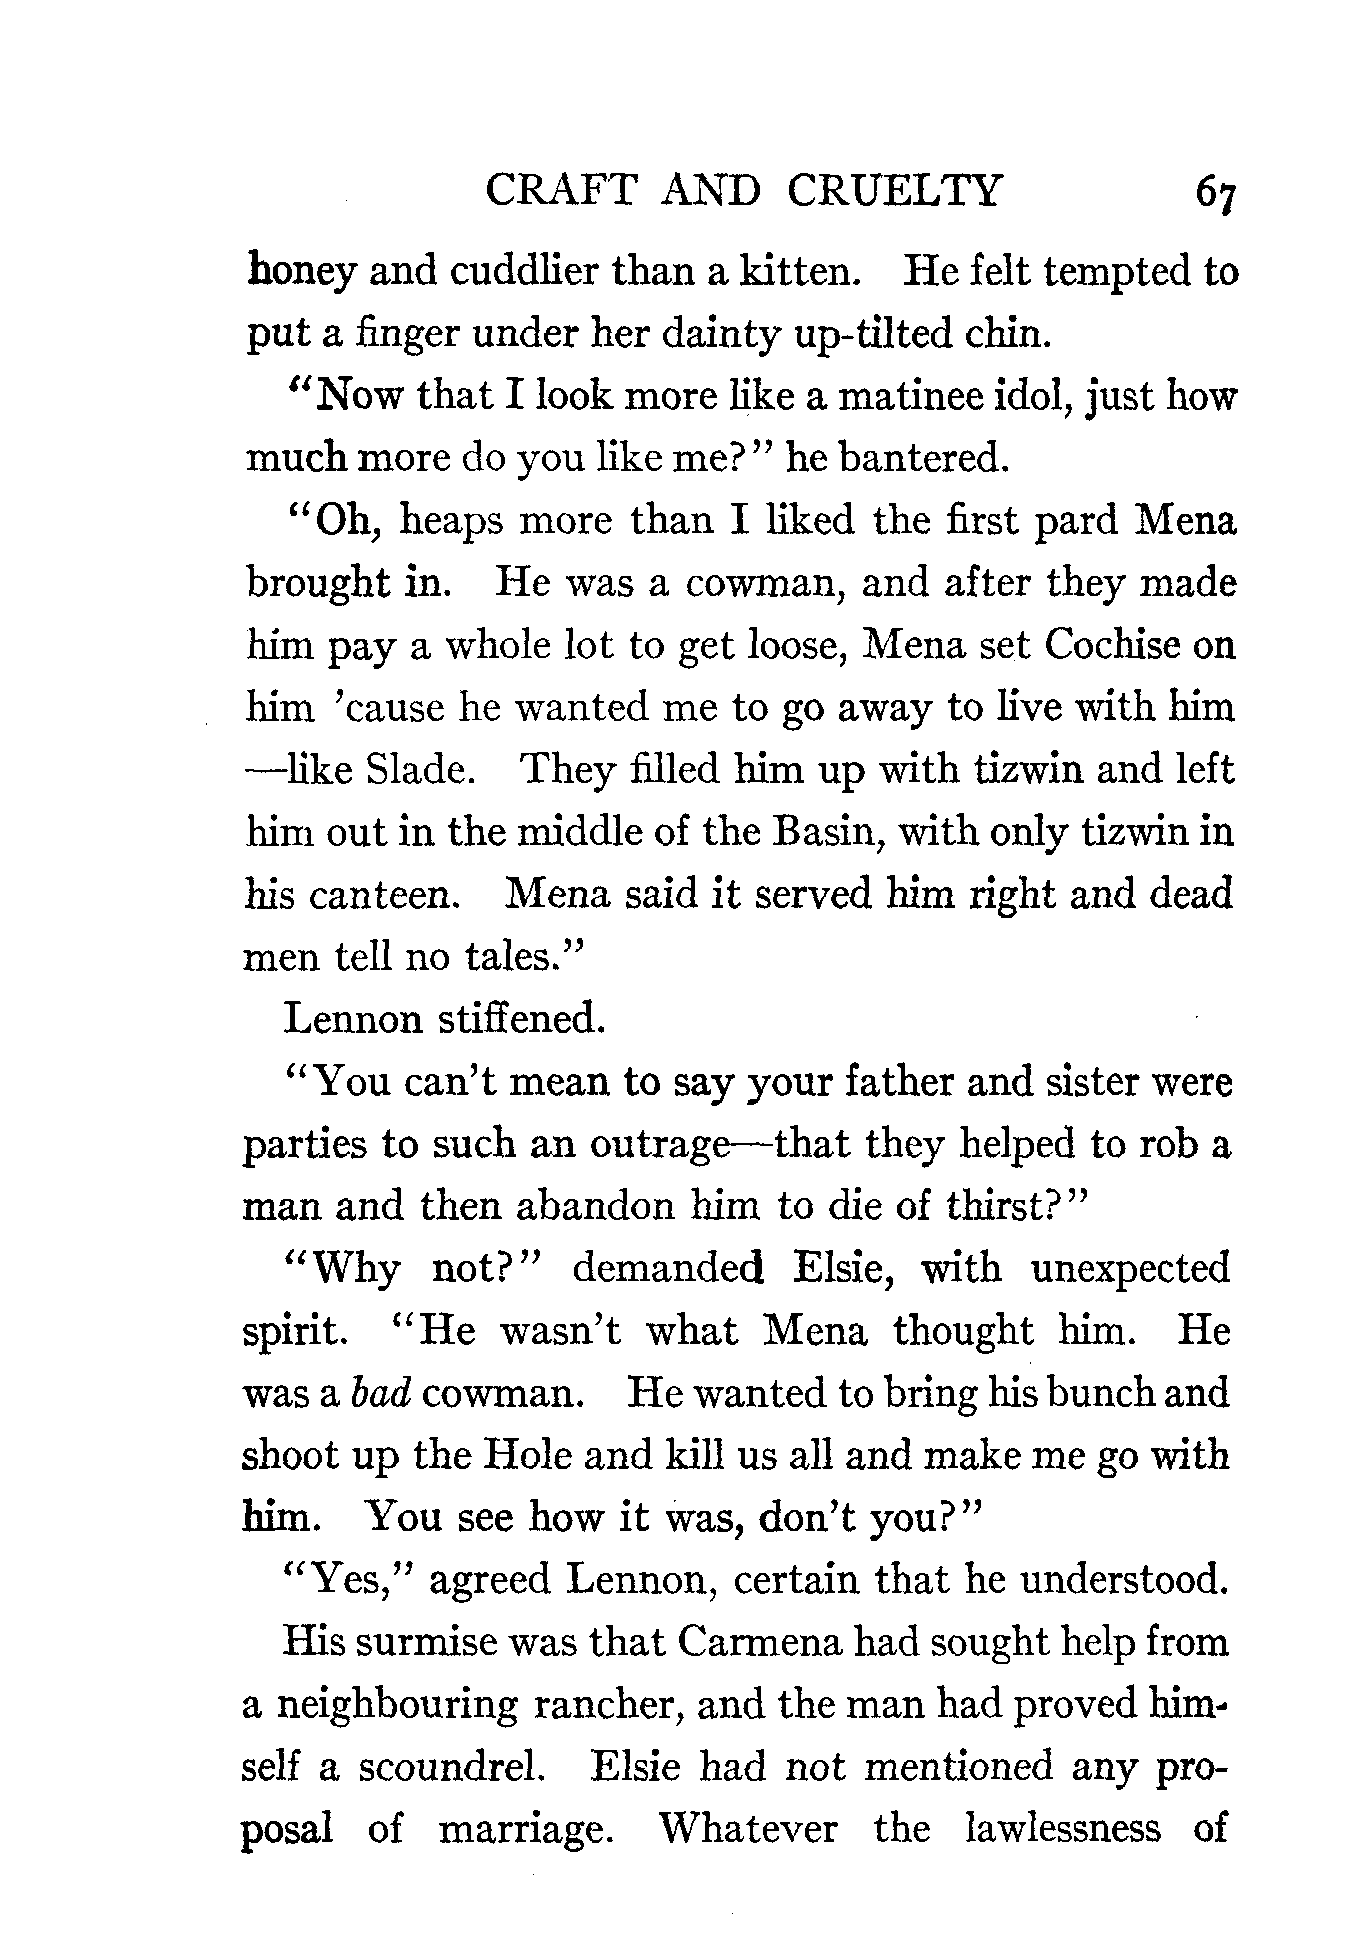 CRAFT AND CRUELTY 67
honey and cuddlier than a kitten. He felt tempted to
put a finger under her dainty up-tilted chin.
"Now that I look more like a matinee idol, just how
much more do you like me?" he bantered.
"Oh, heaps more than I liked the first pard Mena
brought in. He was a cowman, and after they made
him pay a whole lot to get loose, Mena set Cochise on
him 'cause he wanted me to go away to live with him
—like Slade. They filled him up with tizwin and left
him out in the middle of the Basin, with only tizwin in
his canteen. Mena said it served him right and dead
men tell no tales."
Lennon stiffened.
"You can't mean to say your father and sister were
parties to such an outrage—that they helped to rob a
man and then abandon him to die of thirst?"
"Why not?" demanded Elsie, with unexpected
spirit. "He wasn't what Mena thought him. He
was a bad cowman. He wanted to bring his bunch and
shoot up the Hole and kill us all and make me go with
him. You see how it was, don't you?"
"Yes," agreed Lennon, certain that he understood.
His surmise was that Carmena had sought help from
a neighbouring rancher, and the man had proved him-
self a scoundrel. Elsie had not mentioned any pro-
posal of marriage. Whatever the lawlessness of